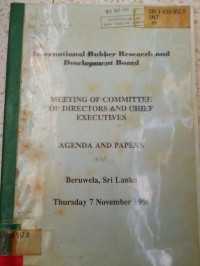 International Rubber Research and
Development Board
MEETING OF COMMITTEE
OF DIRECTORS AND CHIEF
EXECUTIVES
AGENDA AND PAPERS
Beruwela, Sri Lanka
Thursday 7 November